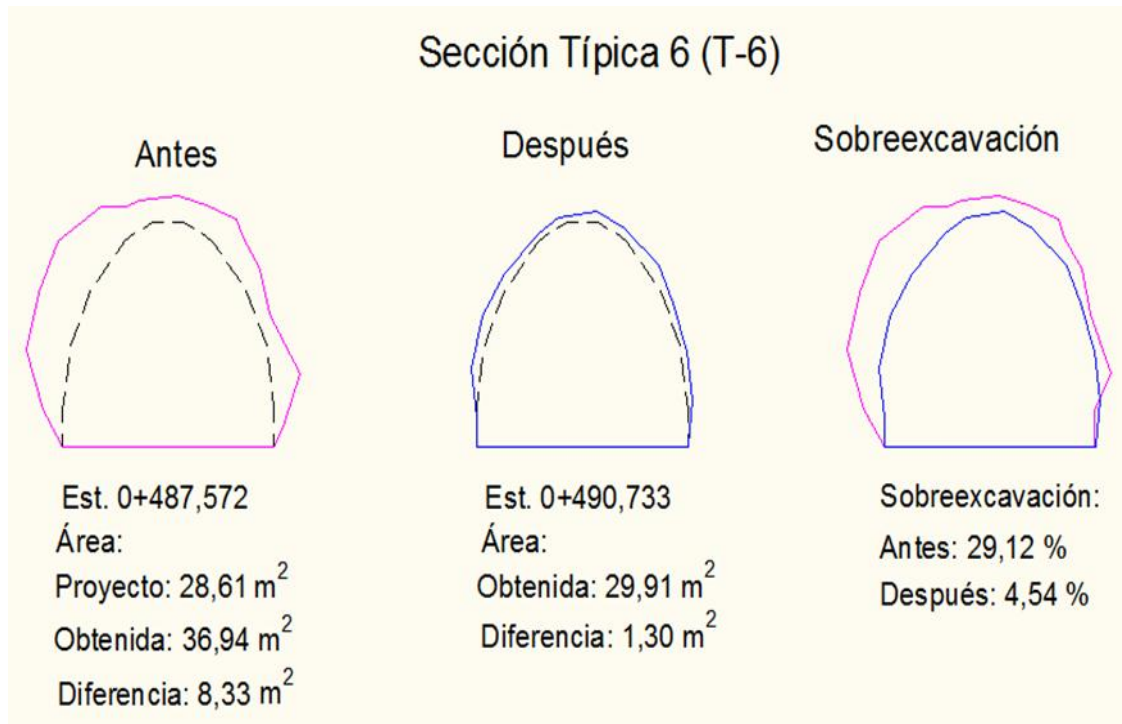 Sección Típica 6 (T-6)
Antes
Est. 0+487,572
Área:
Proyecto: 28,61 m²
Obtenida: 36,94 m²
Diferencia: 8,33 m²
Después
Est. 0+490,733
Área:
Obtenida: 29,91 m²
Diferencia: 1,30 m²
Sobreexcavación
Sobreexcavación:
Antes: 29,12 %
Después: 4,54 %